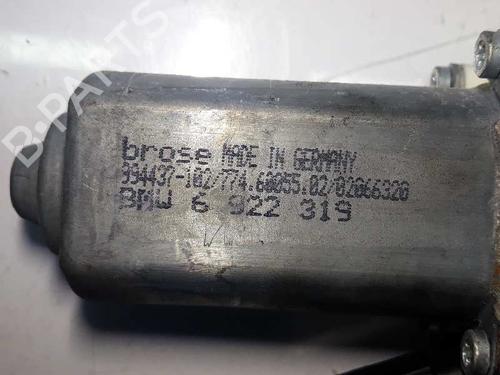 B-PARTS
brose MADE IN GERMANY
994437-102/774.60055.02/02066320
BMW 6 922 319